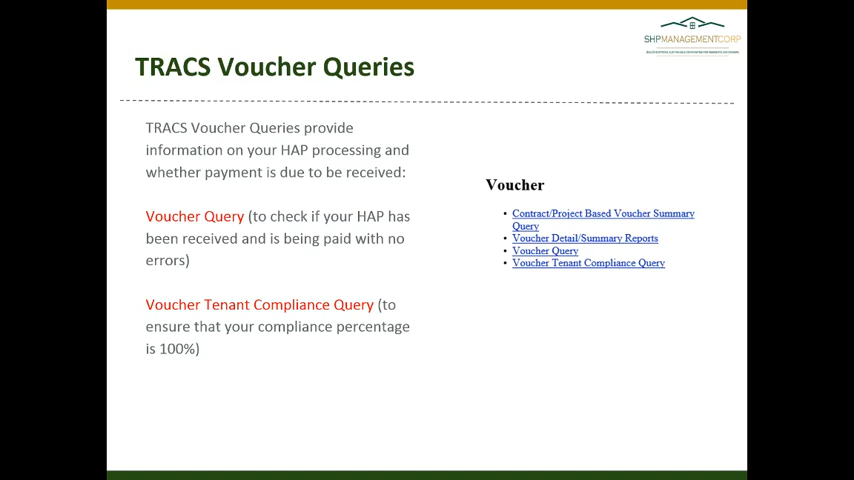 SHPMANAGEMENTCORP
TRACS Voucher Queries
TRACS Voucher Queries provide
information on your HAP processing and
whether payment is due to be received:
Voucher Query (to check if your HAP has
been received and is being paid with no
errors)
Voucher Tenant Compliance Query (to
ensure that your compliance percentage
is 100%)
Voucher
• Contract/Project Based Voucher Summary
Query
• Voucher Detail/Summary Reports
• Voucher Query
• Voucher Tenant Compliance Query